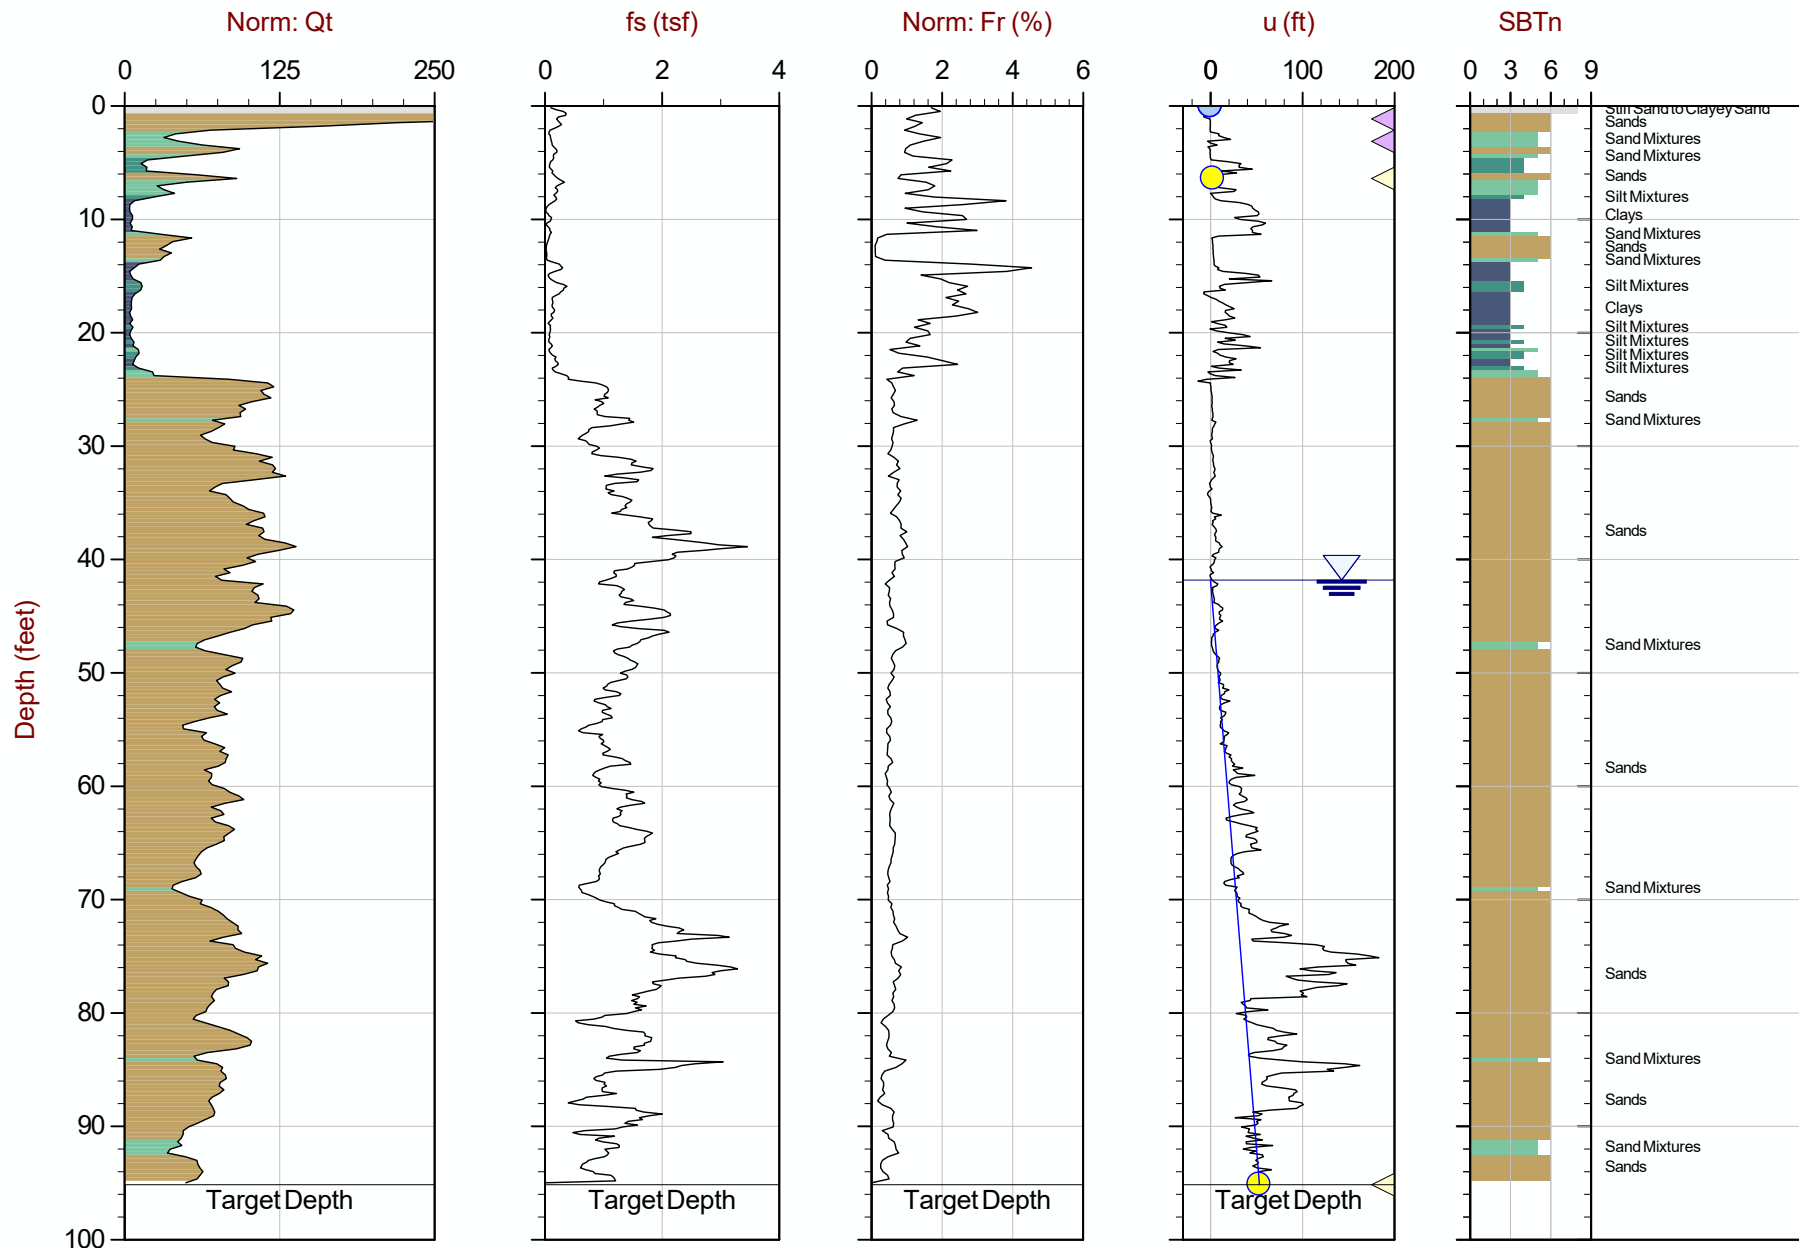 Norm: Qt fs (tsf) Norm: Fr (%) u (ft) SBTn
0 125 250 0 2 4 0 2 4 6 0 100 200 0 3 6 9
Depth (feet)
0
10
20
30
40
50
60
70
80
90
100
Stiff Sand to Clayey Sand
Sands
Sand Mixtures
Sand Mixtures
Sands
Silt Mixtures
Clays
Sand Mixtures
Sands
Sand Mixtures
Silt Mixtures
Clays
Silt Mixtures
Silt Mixtures
Silt Mixtures
Silt Mixtures
Sands
Sand Mixtures
Sands
Sand Mixtures
Sands
Sand Mixtures
Sands
Sand Mixtures
Sands
Sand Mixtures
Sands
Target Depth Target Depth Target Depth Target Depth